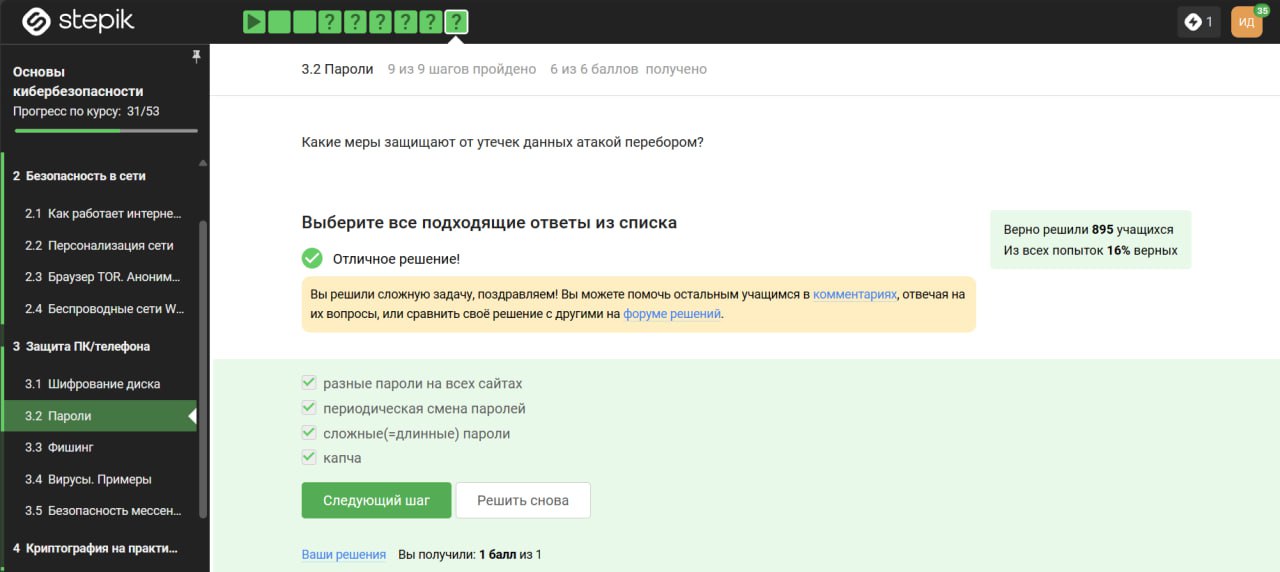 stepik
? ? ? ? ? ?
1
ИД
35
Основы
кибербезопасности
Прогресс по курсу: 31/53
2 Безопасность в сети
2.1 Как работает интерне...
2.2 Персонализация сети
2.3 Браузер TOR. Аноним...
2.4 Беспроводные сети W...
3 Защита ПК/телефона
3.1 Шифрование диска
3.2 Пароли
3.3 Фишинг
3.4 Вирусы. Примеры
3.5 Безопасность мессен...
4 Криптография на практи...
3.2 Пароли 9 из 9 шагов пройдено 6 из 6 баллов получено
Какие меры защищают от утечек данных атакой перебором?
Выберите все подходящие ответы из списка
Отличное решение!
Вы решили сложную задачу, поздравляем! Вы можете помочь остальным учащимся в комментариях, отвечая на
их вопросы, или сравнить своё решение с другими на форуме решений.
Верно решили 895 учащихся
Из всех попыток 16% верных
разные пароли на всех сайтах
периодическая смена паролей
сложные(=длинные) пароли
капча
Следующий шаг
Решить снова
Ваши решения Вы получили: 1 балл из 1